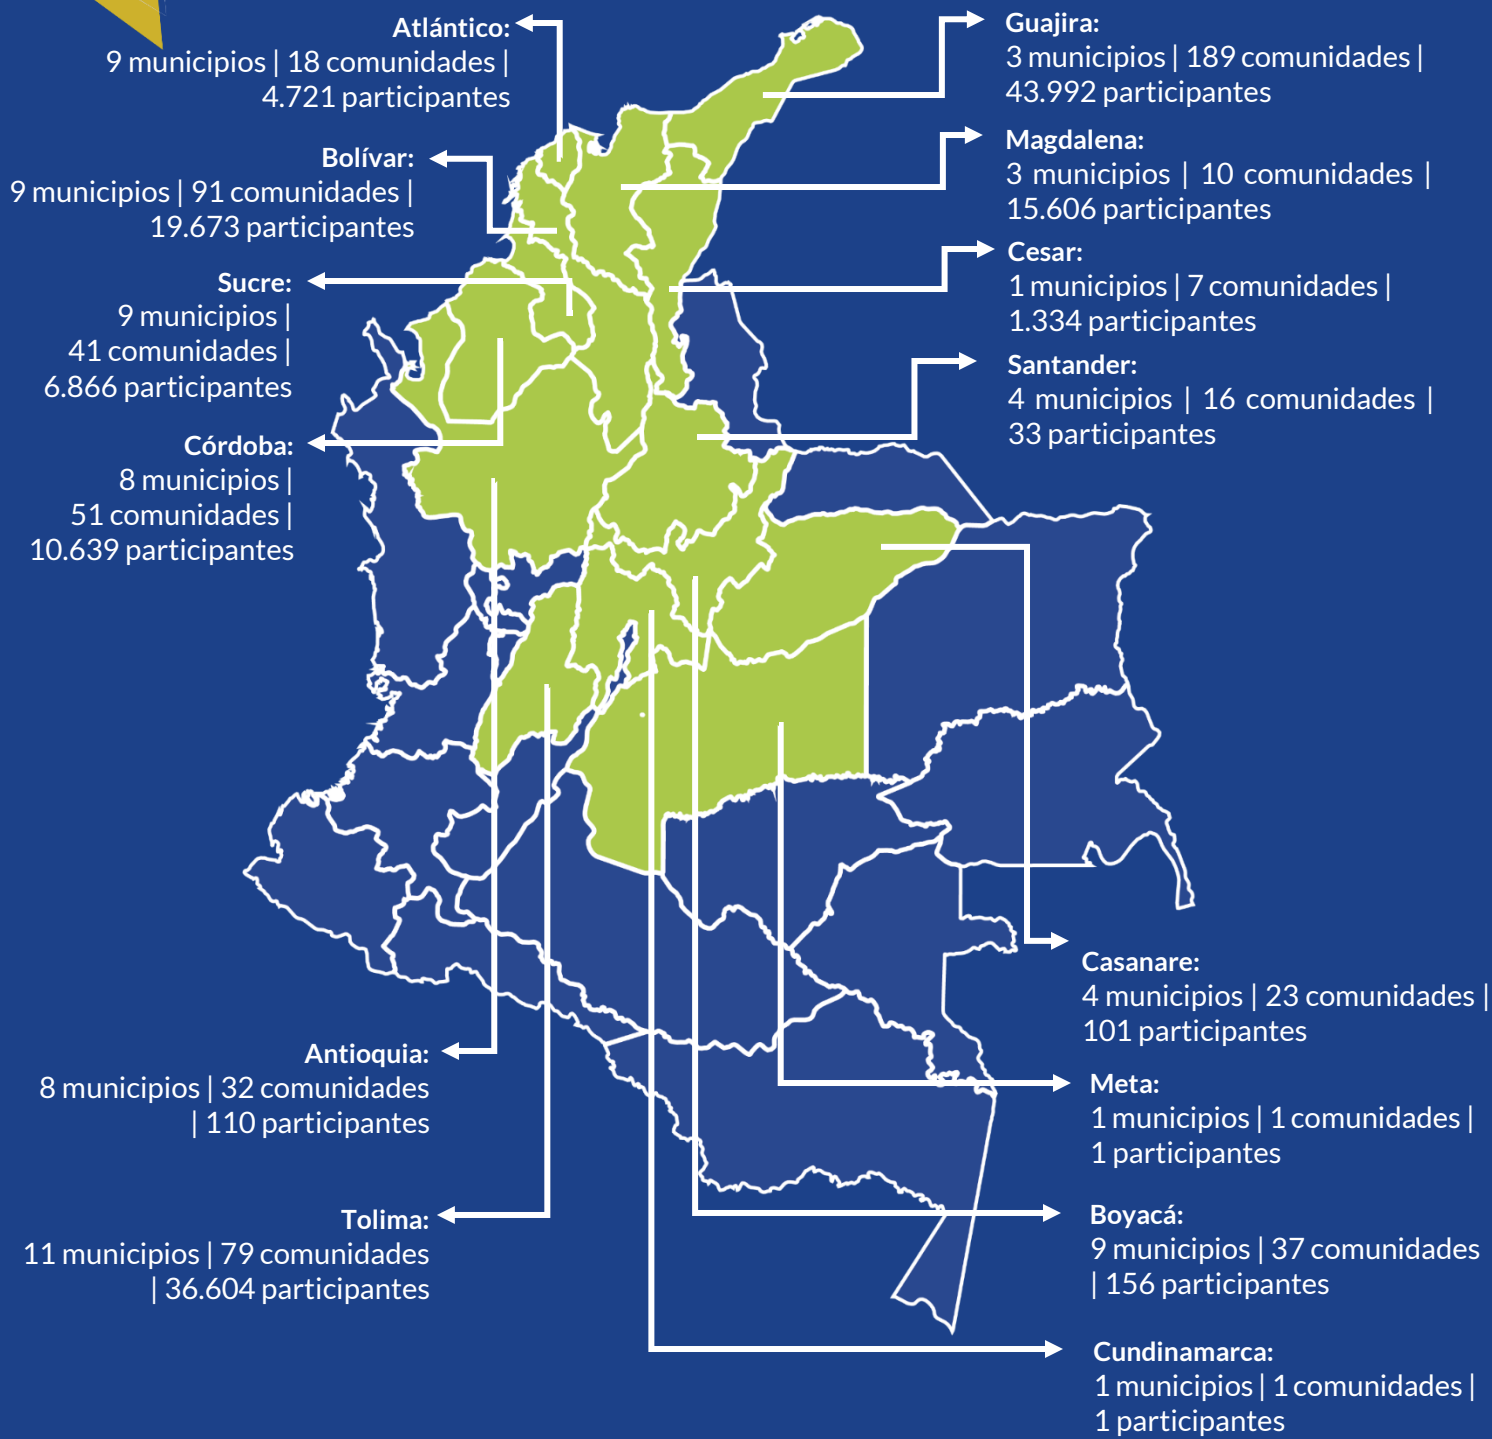 Atlántico:
9 municipios | 18 comunidades |
4.721 participantes
Bolívar:
9 municipios | 91 comunidades |
19.673 participantes
Sucre:
9 municipios |
41 comunidades |
6.866 participantes
Córdoba:
8 municipios |
51 comunidades |
10.639 participantes
Antioquia:
8 municipios | 32 comunidades
| 110 participantes
Tolima:
11 municipios | 79 comunidades
| 36.604 participantes
Guajira:
3 municipios | 189 comunidades |
43.992 participantes
Magdalena:
3 municipios | 10 comunidades |
15.606 participantes
Cesar:
1 municipios | 7 comunidades |
1.334 participantes
Santander:
4 municipios | 16 comunidades |
33 participantes
Casanare:
4 municipios | 23 comunidades |
101 participantes
Meta:
1 municipios | 1 comunidades |
1 participantes
Boyacá:
9 municipios | 37 comunidades
| 156 participantes
Cundinamarca:
1 municipios | 1 comunidades |
1 participantes